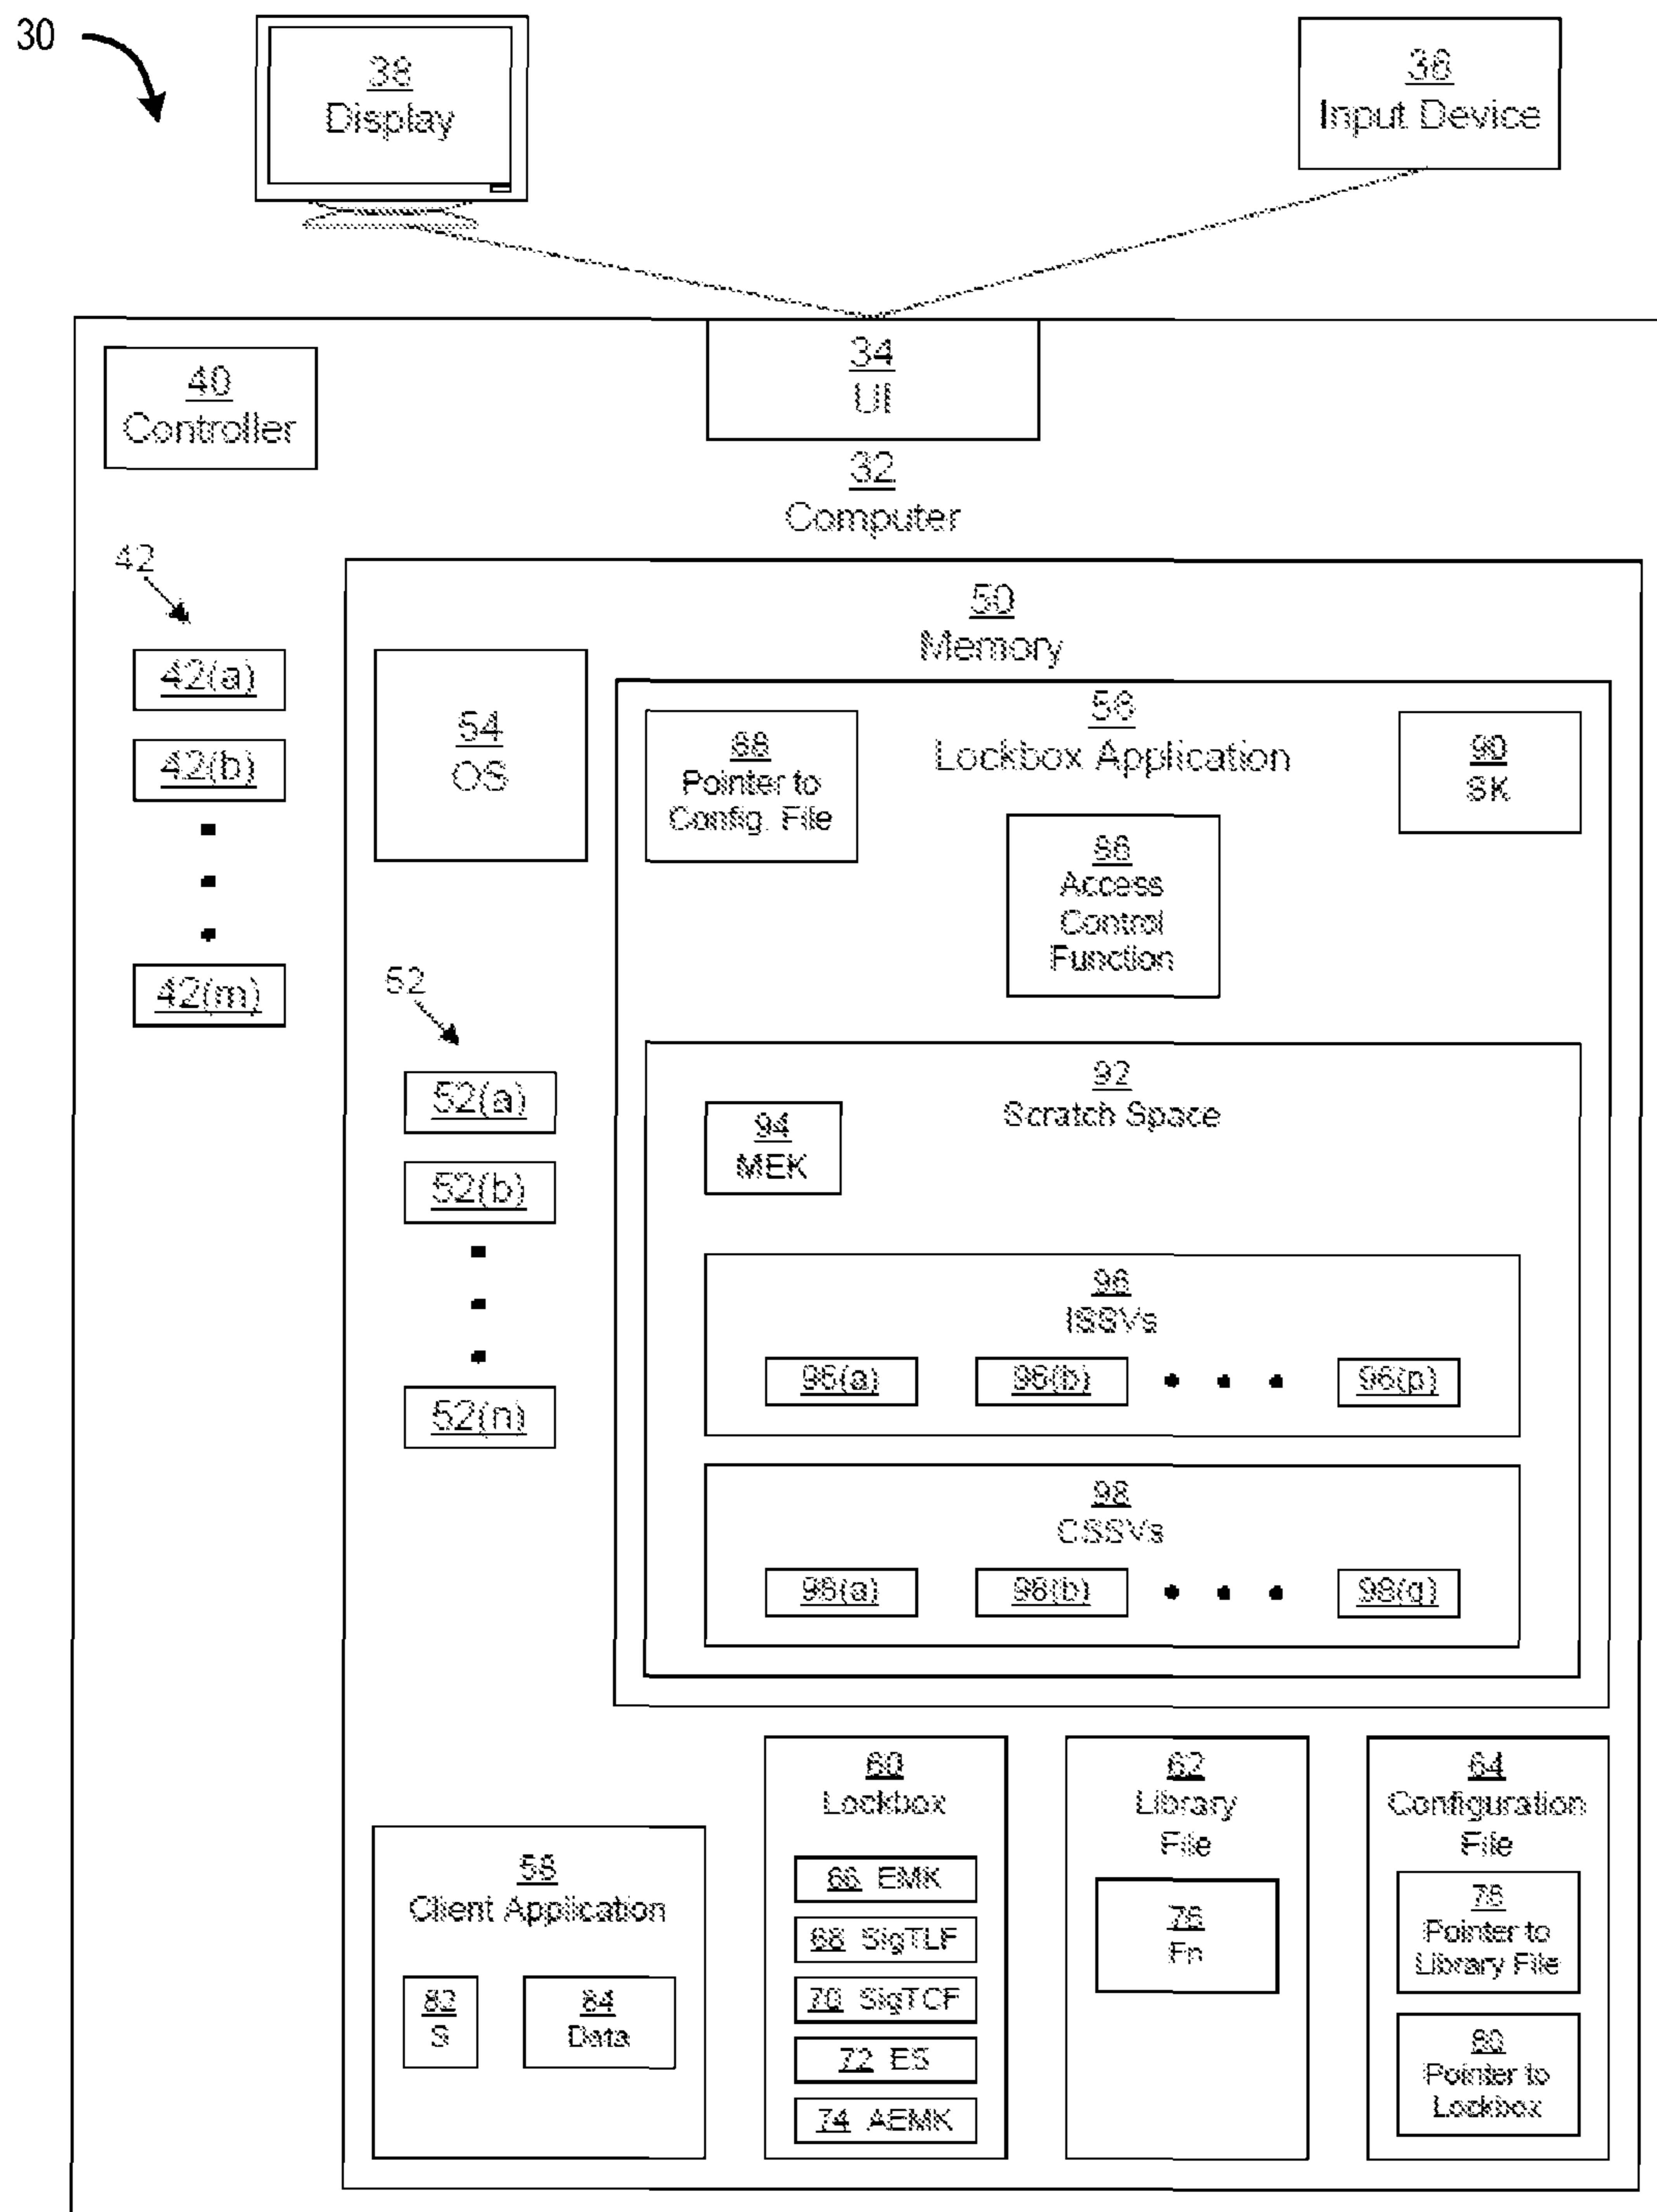 30
38
Display
36
Input Device
40
Controller
34
UI
32
Computer
42
42(a)
42(b)
42(m)
50
Memory
54
OS
56
Lockbox Application
88
Pointer to
Config. File
90
SK
86
Access
Control
Function
52
52(a)
52(b)
52(n)
92
Scratch Space
94
MEK
96
ISSVs
96(a)
96(b)
96(p)
98
CSSVs
98(a)
98(b)
98(q)
58
Client Application
82
S
84
Data
60
Lockbox
66 EMK
68 SigTLF
70 SigTCF
72 ES
74 AEMK
62
Library
File
76
Fn
64
Configuration
File
78
Pointer to
Library File
80
Pointer to
Lockbox